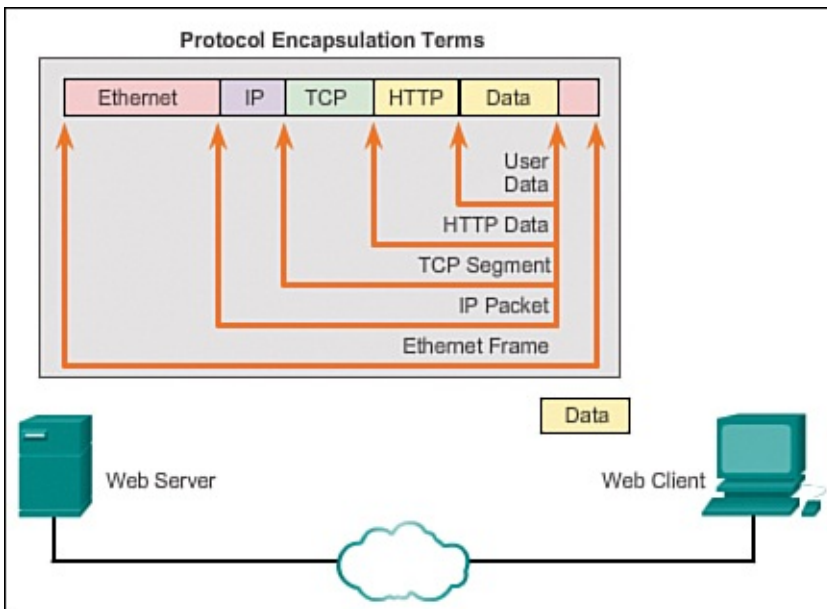 Protocol Encapsulation Terms
Ethernet IP TCP HTTP Data
User
Data
HTTP Data
TCP Segment
IP Packet
Ethernet Frame
Data
Web Server
Web Client